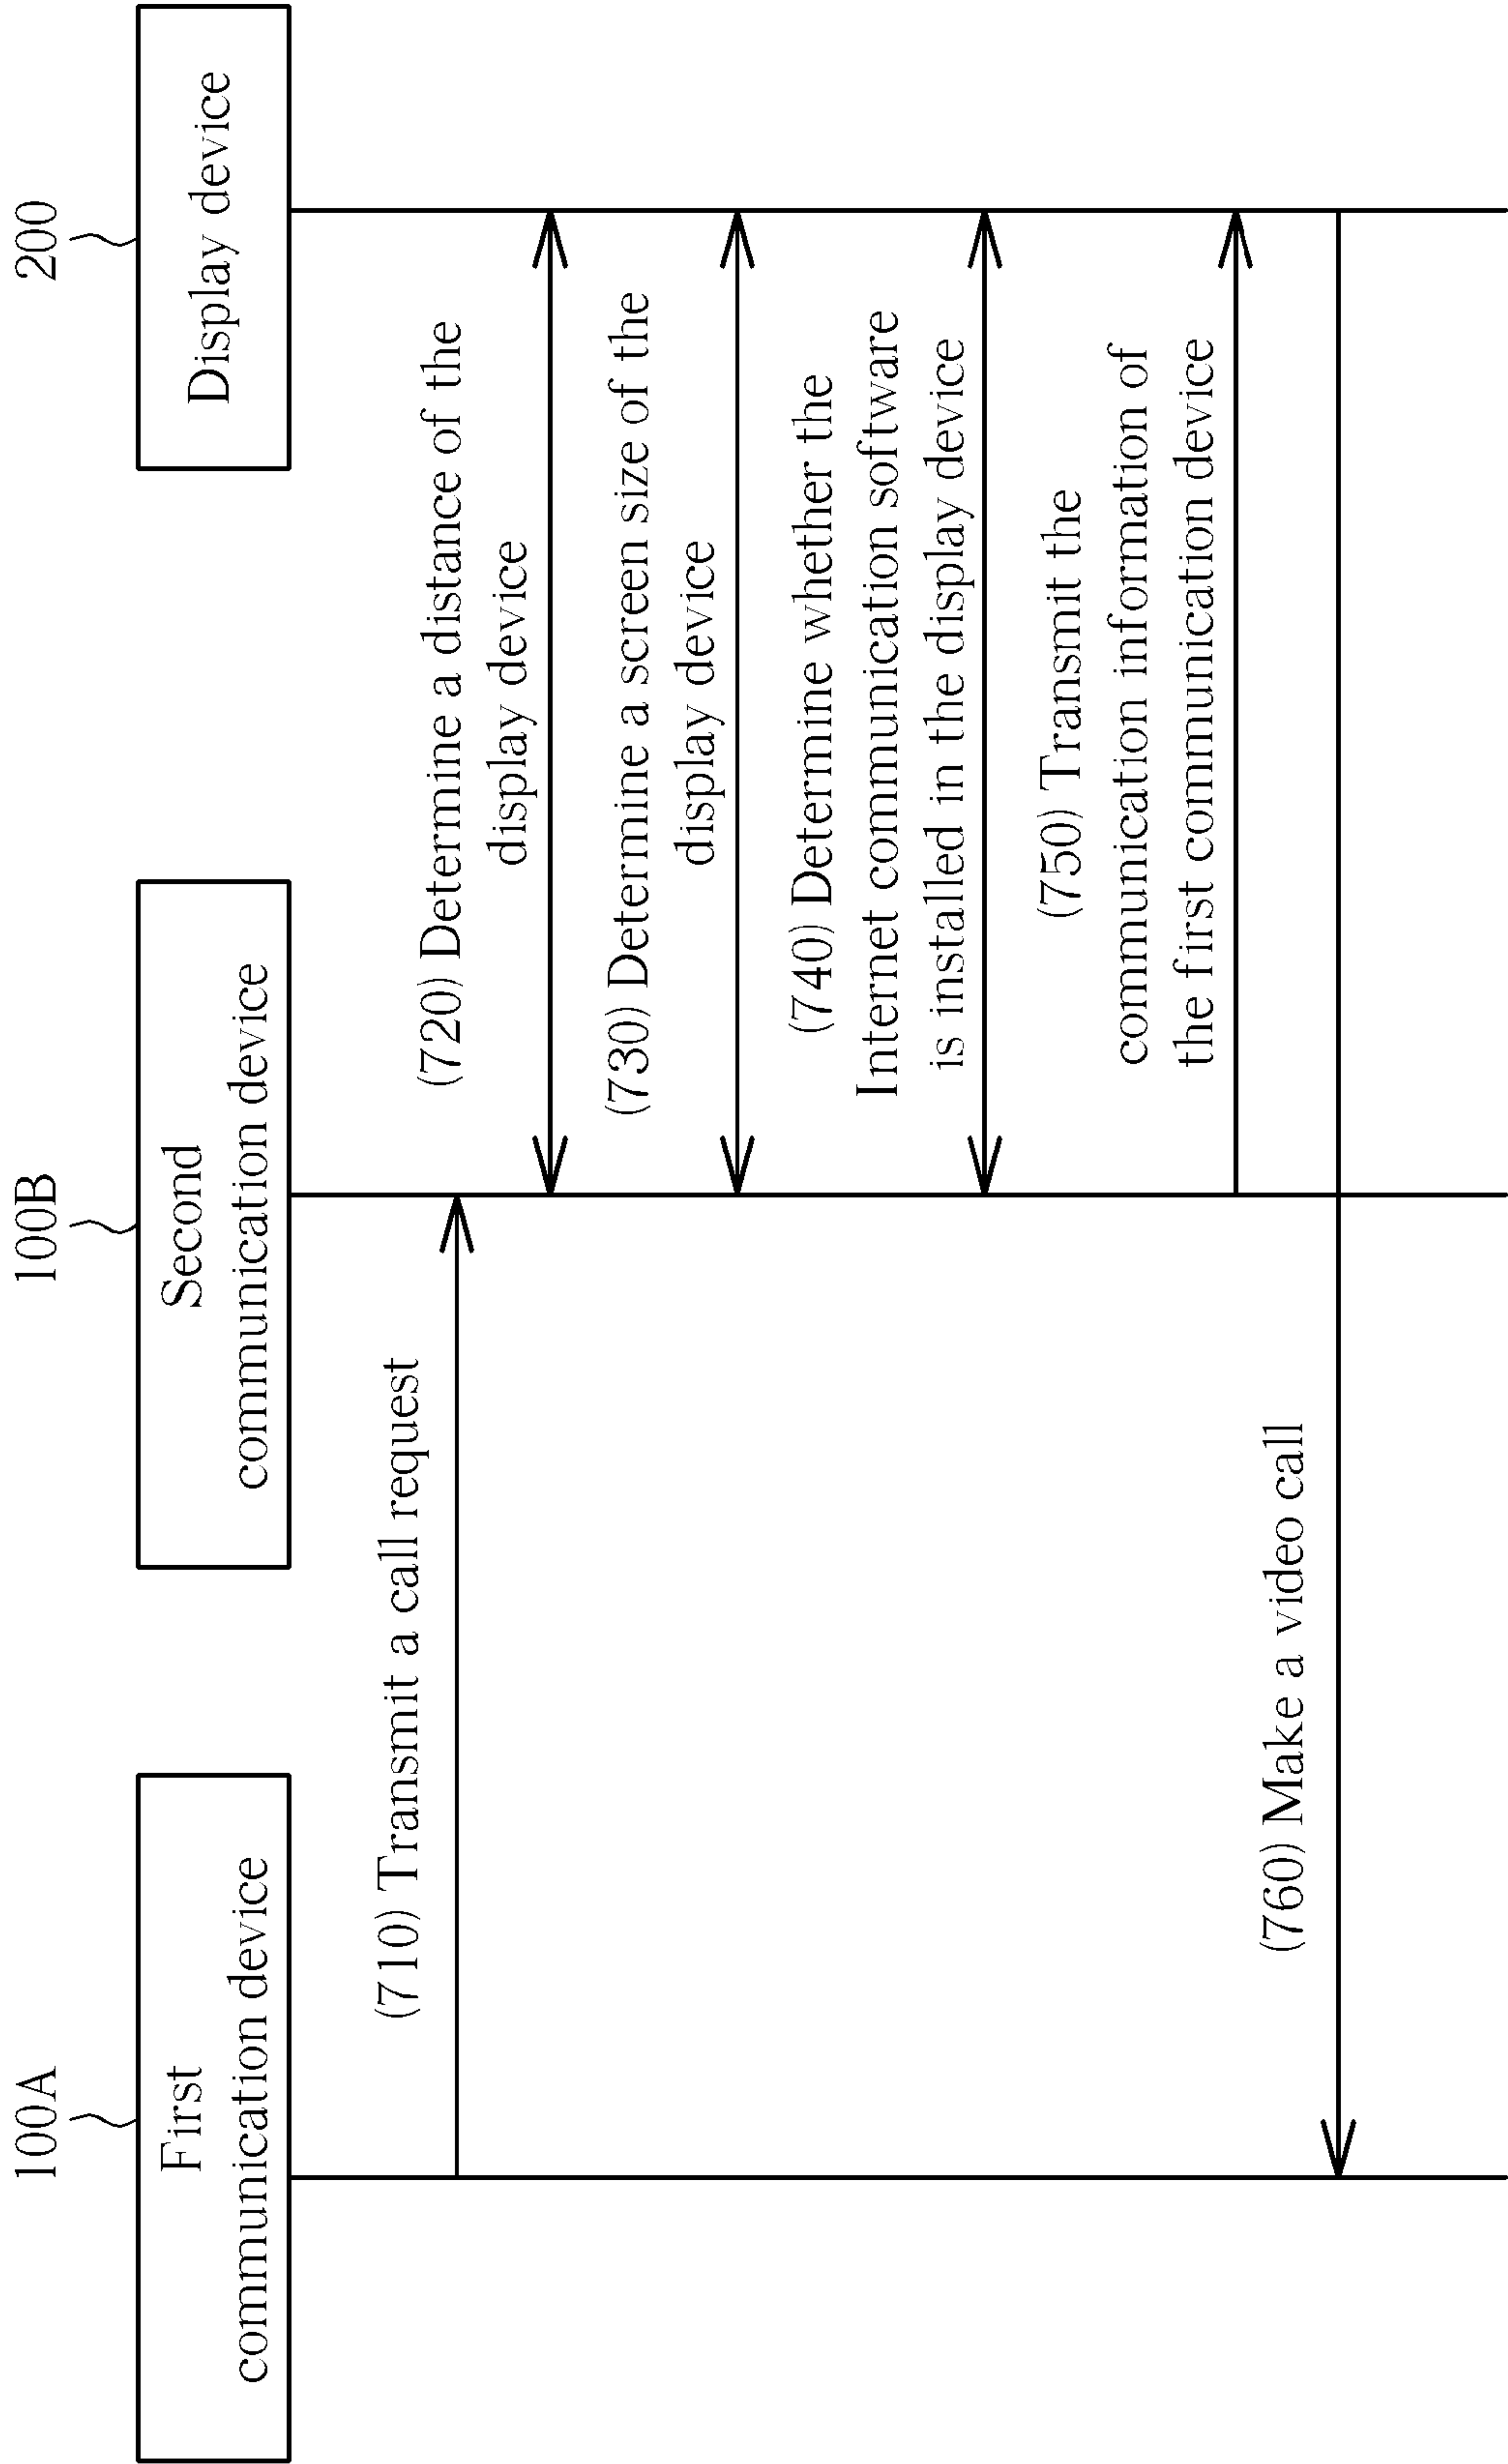 100A
100B
200
First
communication device
Second
communication device
Display device
(710) Transmit a call request
(720) Determine a distance of the
display device
(730) Determine a screen size of the
display device
(740) Determine whether the
Internet communication software
is installed in the display device
(750) Transmit the
communication information of
the first communication device
(760) Make a video call